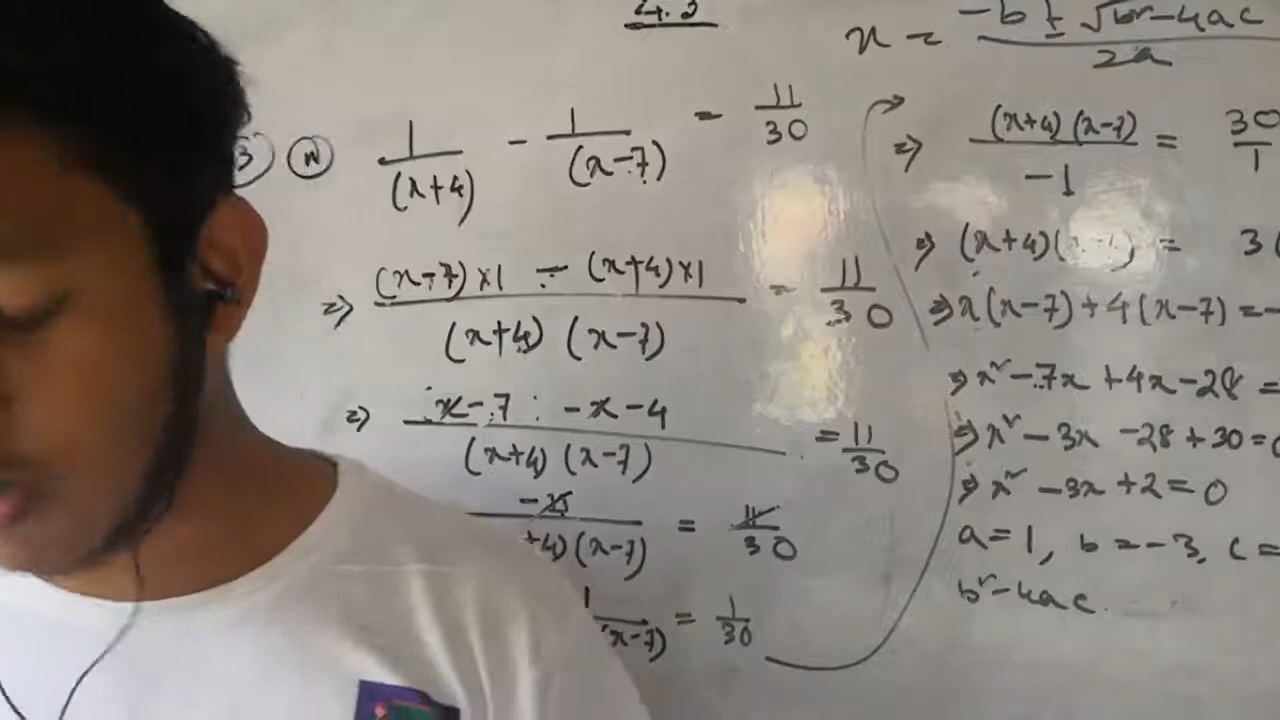 4.3
3) (iv) 1/(x+4) - 1/(x-7) = 11/30
=> (x-7)×1 - (x+4)×1 / (x+4) (x-7) = 11/30
=> x-7 - x-4 / (x+4) (x-7) = 11/30
-11 / +4) (x-7) = 11/30
1 / x-7) = 1/30
x = -b ± √b²-4ac / 2a
=> (x+4) (x-7) / -1 = 30/1
=> (x+4)( ) = 3
=> x(x-7) + 4(x-7) = -
=> x² - 7x + 4x - 28 =
=> x² - 3x - 28 + 30 = 0
=> x² - 3x + 2 = 0
a = 1, b = -3, c =
b² - 4ac.